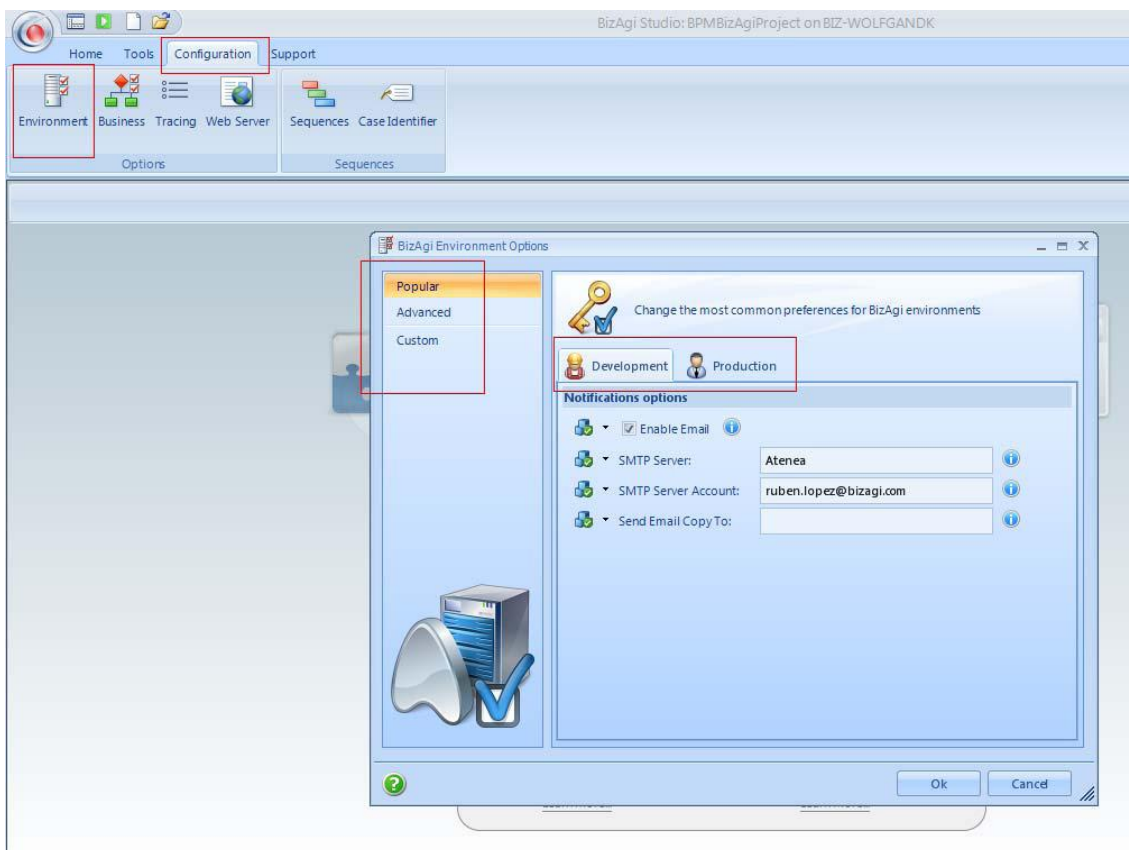 BizAgi Studio: BPMBizAgiProject on BIZ-WOLFGANDK
Home Tools Configuration Support
Environment Business Tracing Web Server Sequences Case Identifier
Options Sequences
BizAgi Environment Options
Popular
Advanced
Custom
Change the most common preferences for BizAgi environments
Development Production
Notifications options
Enable Email
SMTP Server: Atenea
SMTP Server Account: ruben.lopez@bizagi.com
Send Email Copy To:
Ok Cancel